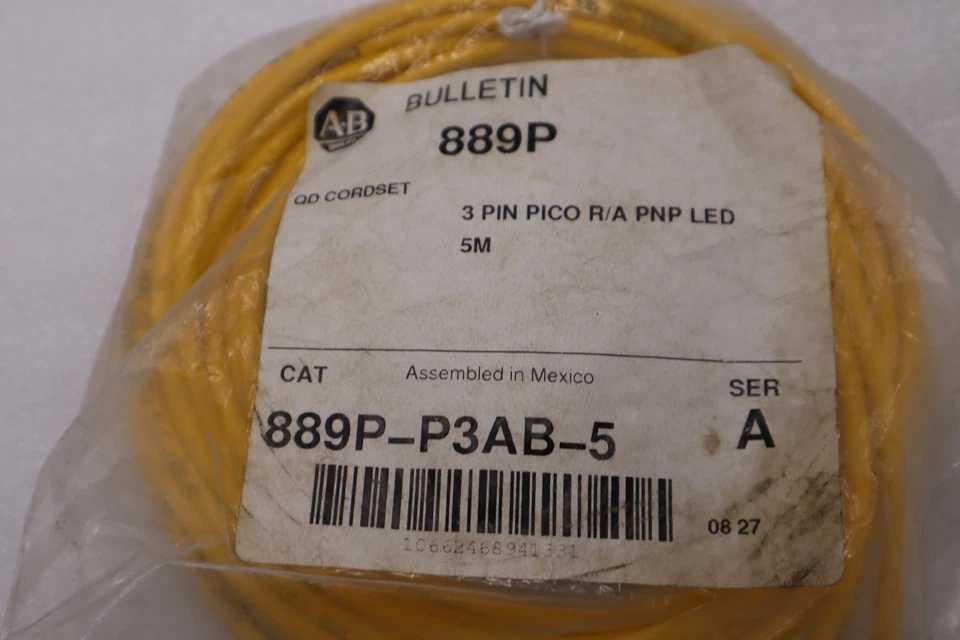 A·B
BULLETIN
889P
QD CORDSET
3 PIN PICO R/A PNP LED
5M
CAT
Assembled in Mexico
SER
889P-P3AB-5
A
08 27
10662468941331